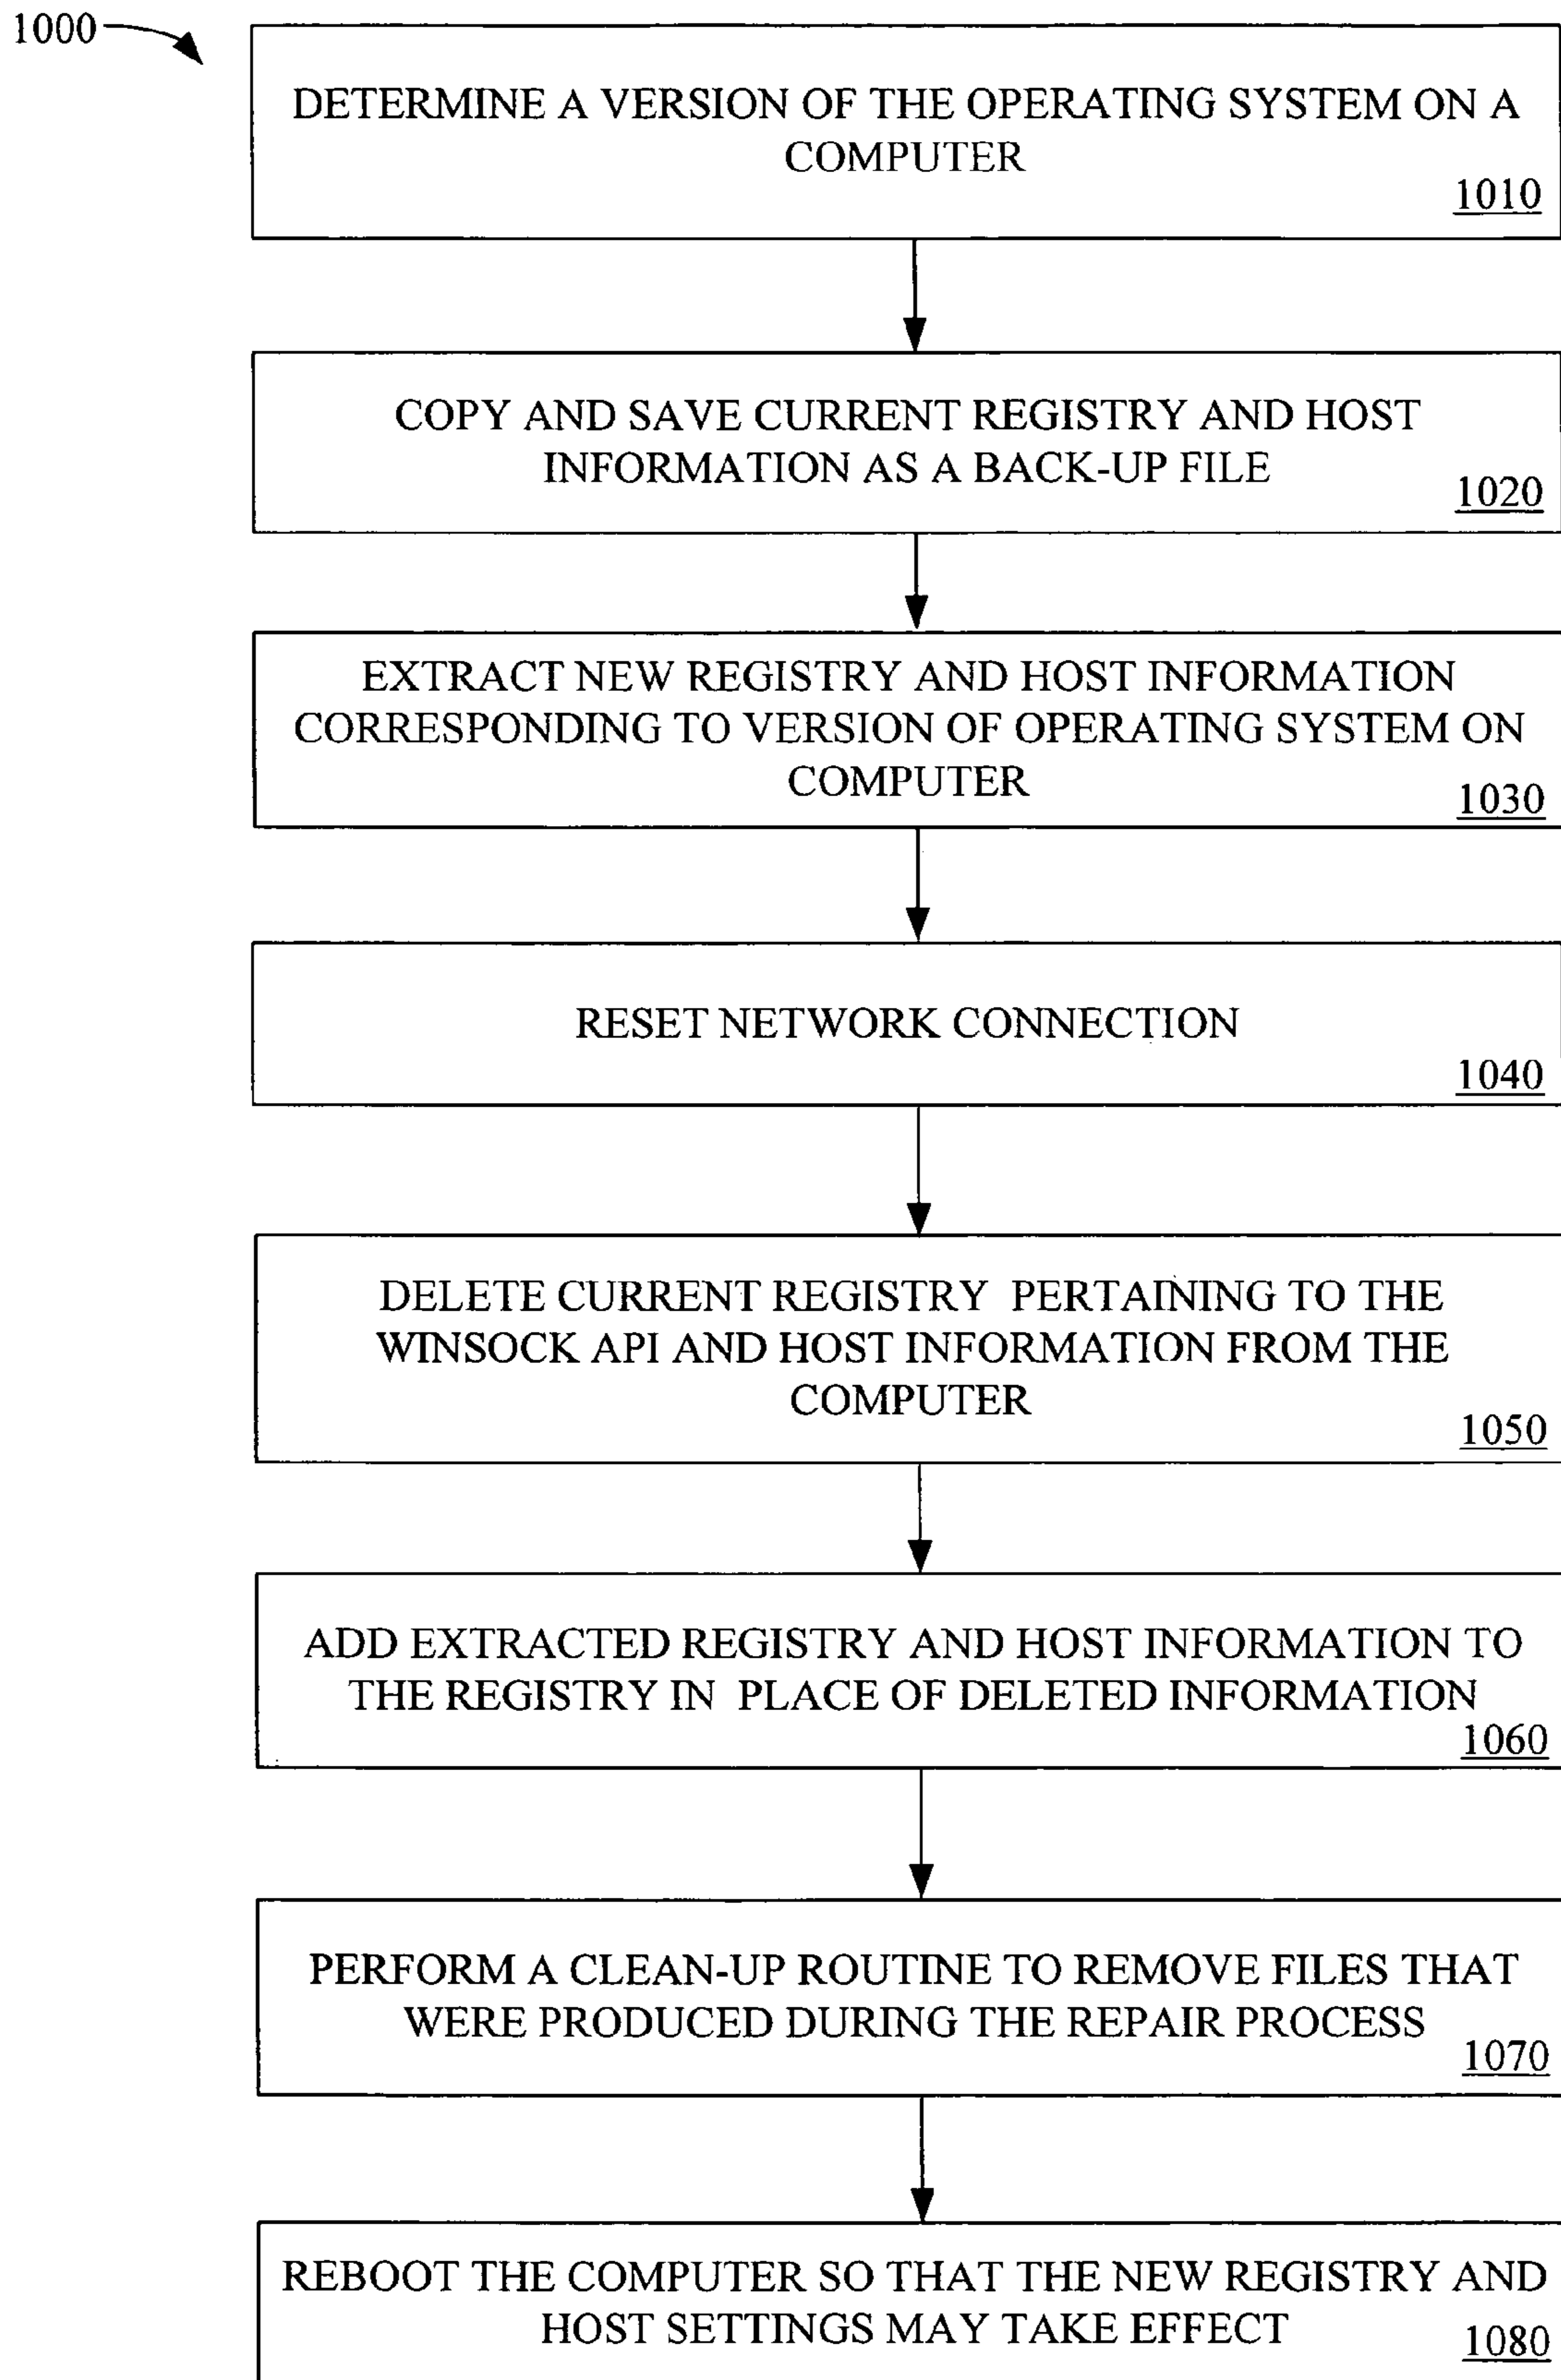 1000
DETERMINE A VERSION OF THE OPERATING SYSTEM ON A
COMPUTER
1010
COPY AND SAVE CURRENT REGISTRY AND HOST
INFORMATION AS A BACK-UP FILE
1020
EXTRACT NEW REGISTRY AND HOST INFORMATION
CORRESPONDING TO VERSION OF OPERATING SYSTEM ON
COMPUTER
1030
RESET NETWORK CONNECTION
1040
DELETE CURRENT REGISTRY PERTAINING TO THE
WINSOCK API AND HOST INFORMATION FROM THE
COMPUTER
1050
ADD EXTRACTED REGISTRY AND HOST INFORMATION TO
THE REGISTRY IN PLACE OF DELETED INFORMATION
1060
PERFORM A CLEAN-UP ROUTINE TO REMOVE FILES THAT
WERE PRODUCED DURING THE REPAIR PROCESS
1070
REBOOT THE COMPUTER SO THAT THE NEW REGISTRY AND
HOST SETTINGS MAY TAKE EFFECT
1080